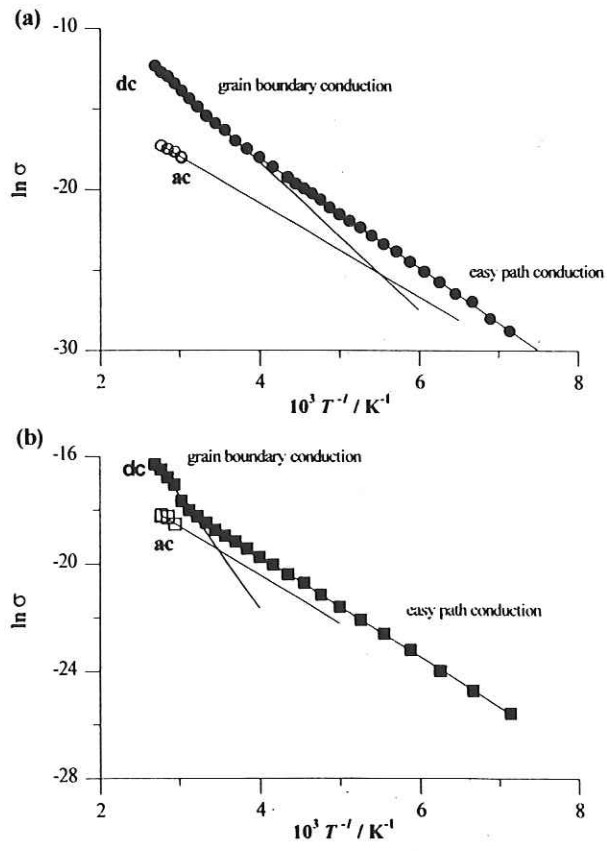 (a)
-10
dc
grain boundary conduction
ac
ln σ
-20
easy path conduction
-30
2 4 6 8
10³ T⁻¹ / K⁻¹
(b)
-16
dc
grain boundary conduction
ac
ln σ
-20
easy path conduction
-24
-28
2 4 6 8
10³ T⁻¹ / K⁻¹